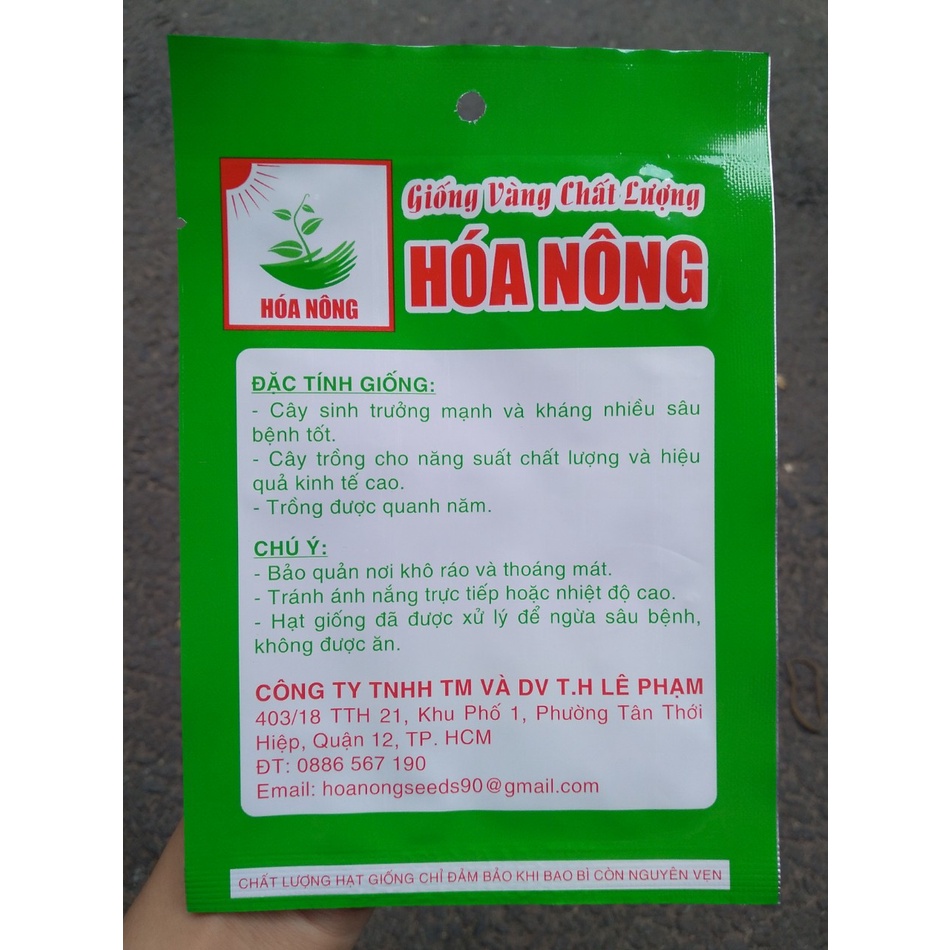 Giống Vàng Chất Lượng
HÓA NÔNG
HÓA NÔNG
ĐẶC TÍNH GIỐNG:
- Cây sinh trưởng mạnh và kháng nhiều sâu
bệnh tốt.
- Cây trồng cho năng suất chất lượng và hiệu
quả kinh tế cao.
- Trồng được quanh năm.
CHÚ Ý:
- Bảo quản nơi khô ráo và thoáng mát.
- Tránh ánh nắng trực tiếp hoặc nhiệt độ cao.
- Hạt giống đã được xử lý để ngừa sâu bệnh,
không được ăn.
CÔNG TY TNHH TM VÀ DV T.H LÊ PHẠM
403/18 TTH 21, Khu Phố 1, Phường Tân Thới
Hiệp, Quận 12, TP. HCM
ĐT: 0886 567 190
Email: hoanongseeds90@gmail.com
CHẤT LƯỢNG HẠT GIỐNG CHỈ ĐẢM BẢO KHI BAO BÌ CÒN NGUYÊN VẸN